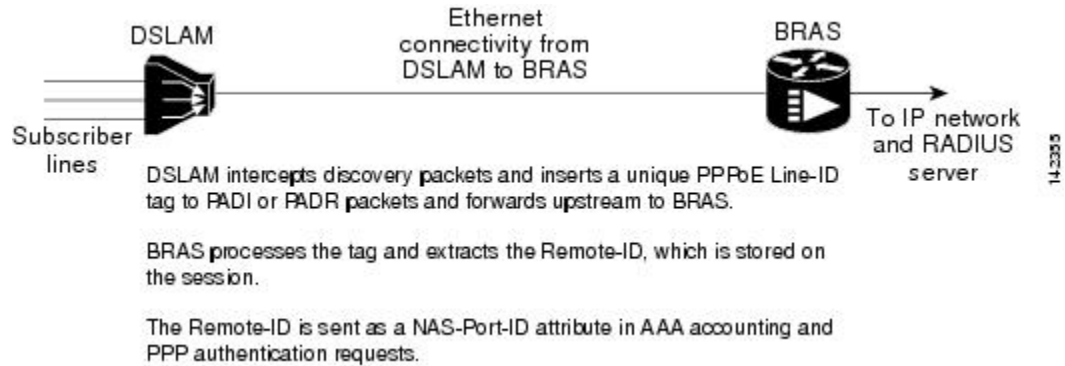 DSLAM
Ethernet
connectivity from
DSLAM to BRAS
BRAS
Subscriber
lines
To IP network
and RADIUS
server
142355
DSLAM intercepts discovery packets and inserts a unique PPPoE Line-ID
tag to PADI or PADR packets and forwards upstream to BRAS.
BRAS processes the tag and extracts the Remote-ID, which is stored on
the session.
The Remote-ID is sent as a NAS-Port-ID attribute in AAA accounting and
PPP authentication requests.